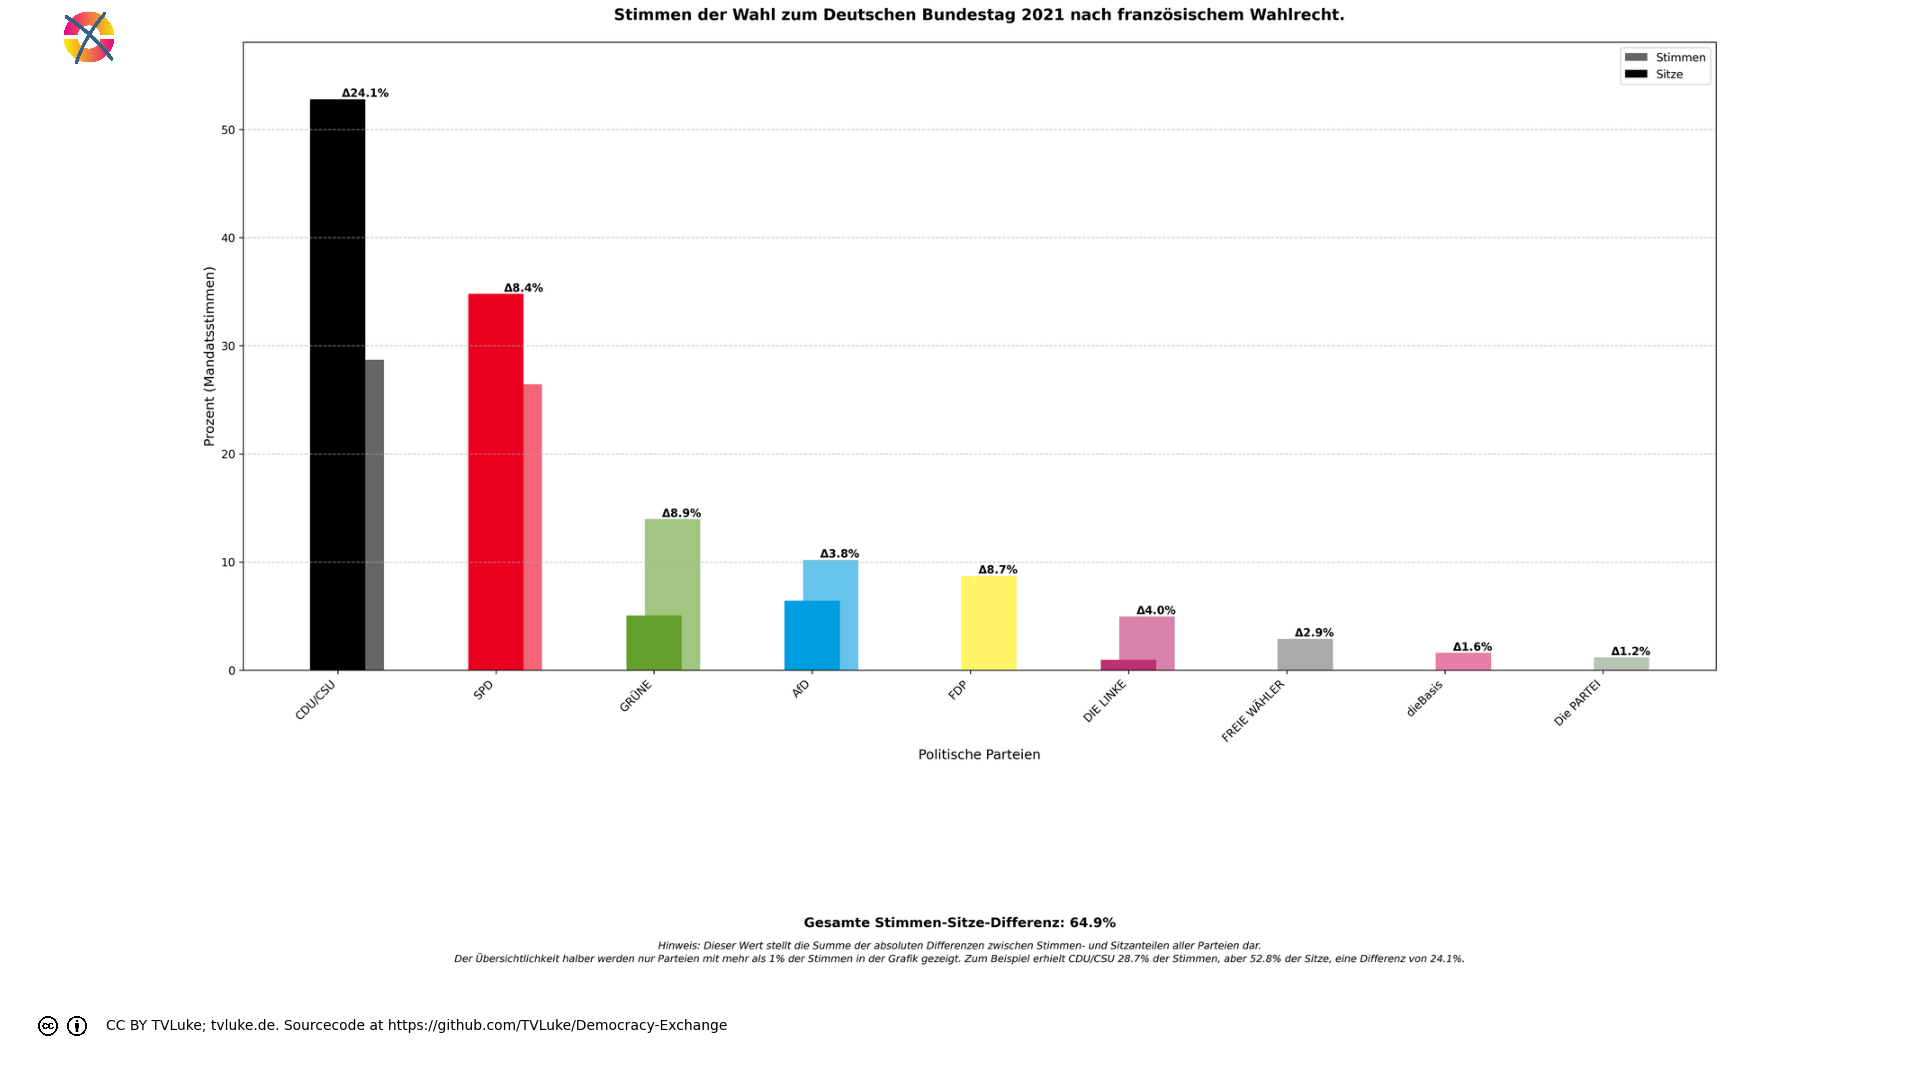 Stimmen der Wahl zum Deutschen Bundestag 2021 nach französischem Wahlrecht.
Stimmen
Sitze
Δ24.1%
Δ8.4%
Δ8.9%
Δ3.8%
Δ8.7%
Δ4.0%
Δ2.9%
Δ1.6%
Δ1.2%
50
40
30
20
10
0
Prozent (Mandatsstimmen)
CDU/CSU
SPD
GRÜNE
AfD
FDP
DIE LINKE
FREIE WÄHLER
dieBasis
Die PARTEI
Politische Parteien
Gesamte Stimmen-Sitze-Differenz: 64.9%
Hinweis: Dieser Wert stellt die Summe der absoluten Differenzen zwischen Stimmen- und Sitzanteilen aller Parteien dar.
Der Übersichtlichkeit halber werden nur Parteien mit mehr als 1% der Stimmen in der Grafik gezeigt. Zum Beispiel erhielt CDU/CSU 28.7% der Stimmen, aber 52.8% der Sitze, eine Differenz von 24.1%.
cc
CC BY TVLuke; tvluke.de. Sourcecode at https://github.com/TVLuke/Democracy-Exchange